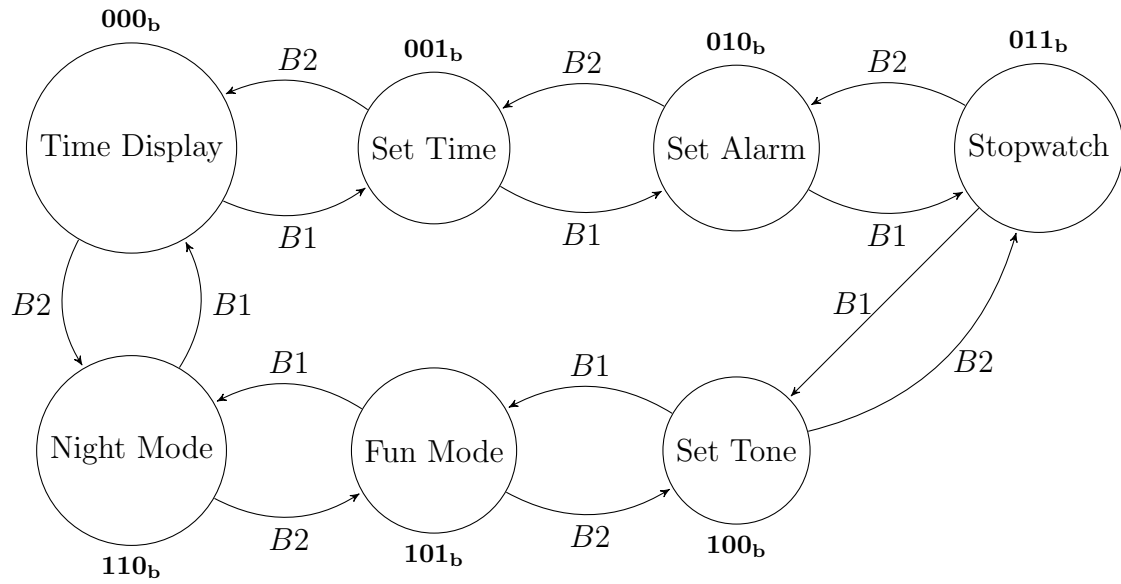 000b
B2
001b
B2
010b
B2
011b
Time Display
Set Time
Set Alarm
Stopwatch
B1
B1
B1
B2
B1
B1
B1
B1
B2
Night Mode
Fun Mode
Set Tone
B2
B2
110b
101b
100b